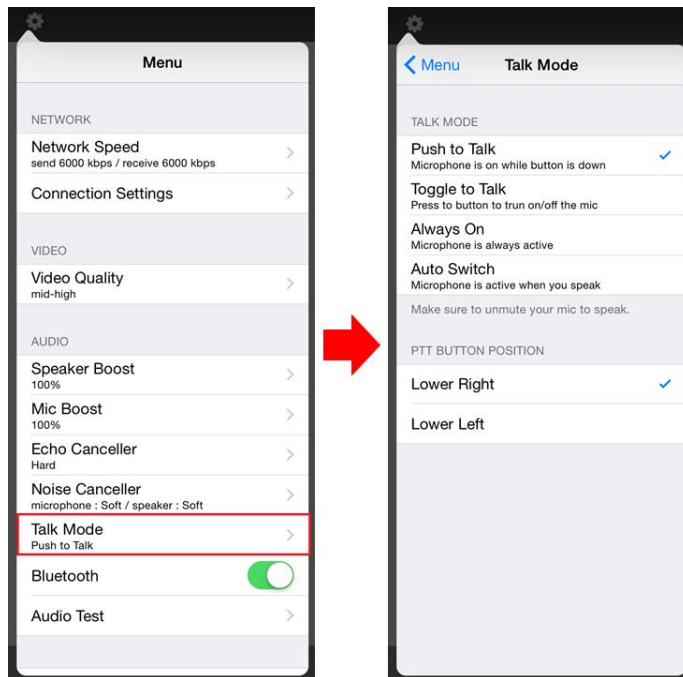 Menu
NETWORK
Network Speed
send 6000 kbps / receive 6000 kbps
Connection Settings
VIDEO
Video Quality
mid-high
AUDIO
Speaker Boost
100%
Mic Boost
100%
Echo Canceller
Hard
Noise Canceller
microphone : Soft / speaker : Soft
Talk Mode
Push to Talk
Bluetooth
Audio Test
Menu
Talk Mode
TALK MODE
Push to Talk
Microphone is on while button is down
Toggle to Talk
Press to button to trun on/off the mic
Always On
Microphone is always active
Auto Switch
Microphone is active when you speak
Make sure to unmute your mic to speak.
PTT BUTTON POSITION
Lower Right
Lower Left